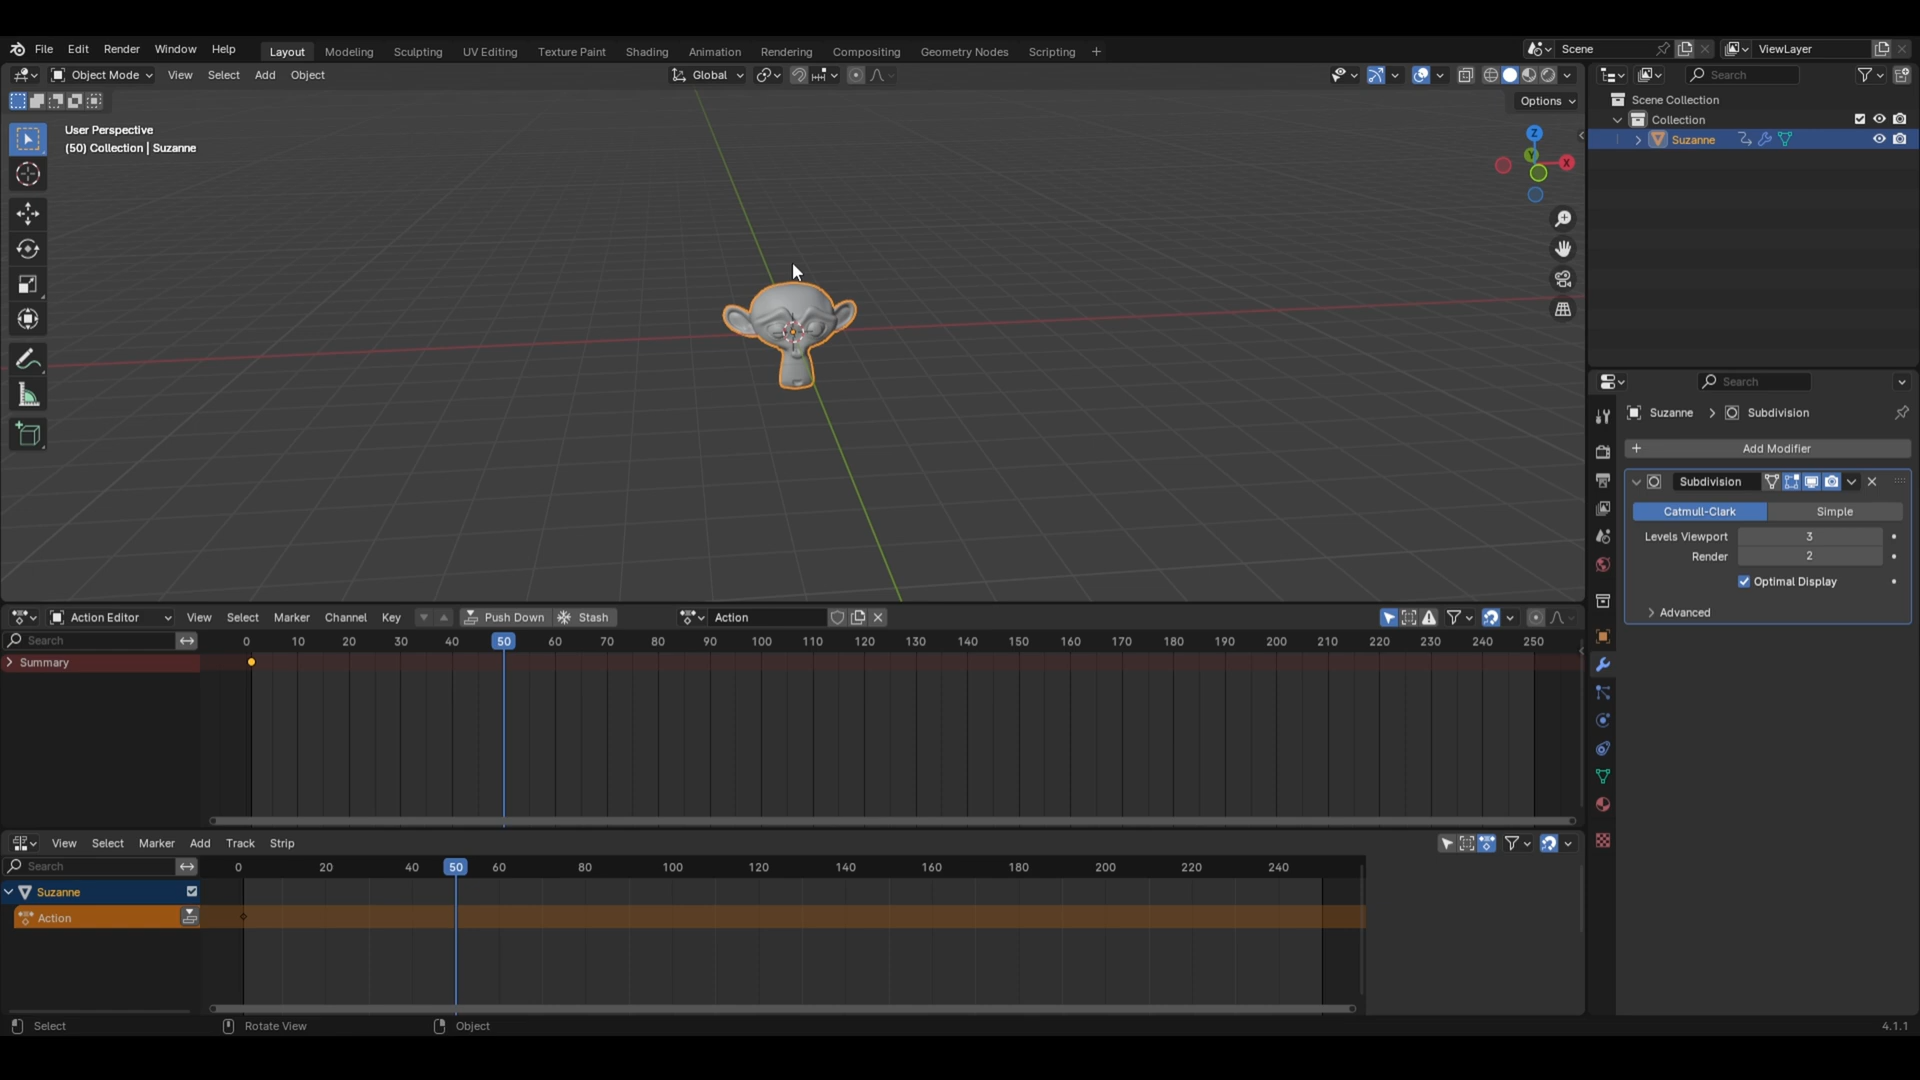 File Edit Render Window Help Layout Modeling Sculpting UV Editing Texture Paint Shading Animation Rendering Compositing Geometry Nodes Scripting + Scene ViewLayer
Object Mode View Select Add Object Global Search
Options
User Perspective
(50) Collection | Suzanne
Z
Y
X
Scene Collection
Collection
Suzanne
Search
Suzanne > Subdivision
+ Add Modifier
Subdivision
Catmull-Clark Simple
Levels Viewport 3
Render 2
Optimal Display
Advanced
Action Editor View Select Marker Channel Key Push Down Stash Action
Search 0 10 20 30 40 50 60 70 80 90 100 110 120 130 140 150 160 170 180 190 200 210 220 230 240 250
Summary
View Select Marker Add Track Strip
Search 0 20 40 50 60 80 100 120 140 160 180 200 220 240
Suzanne
Action
Select Rotate View Object 4.1.1